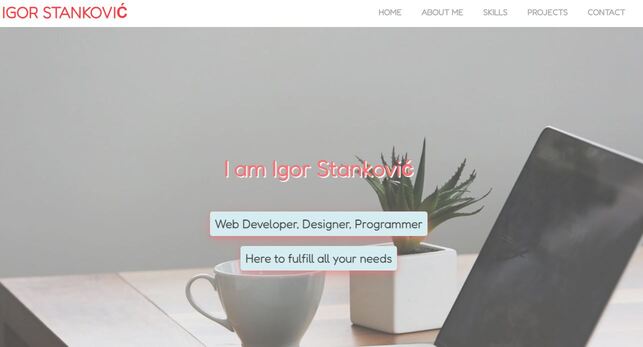 IGOR STANKOVIĆ
HOME ABOUT ME SKILLS PROJECTS CONTACT
I am Igor Stanković
Web Developer, Designer, Programmer
Here to fulfill all your needs